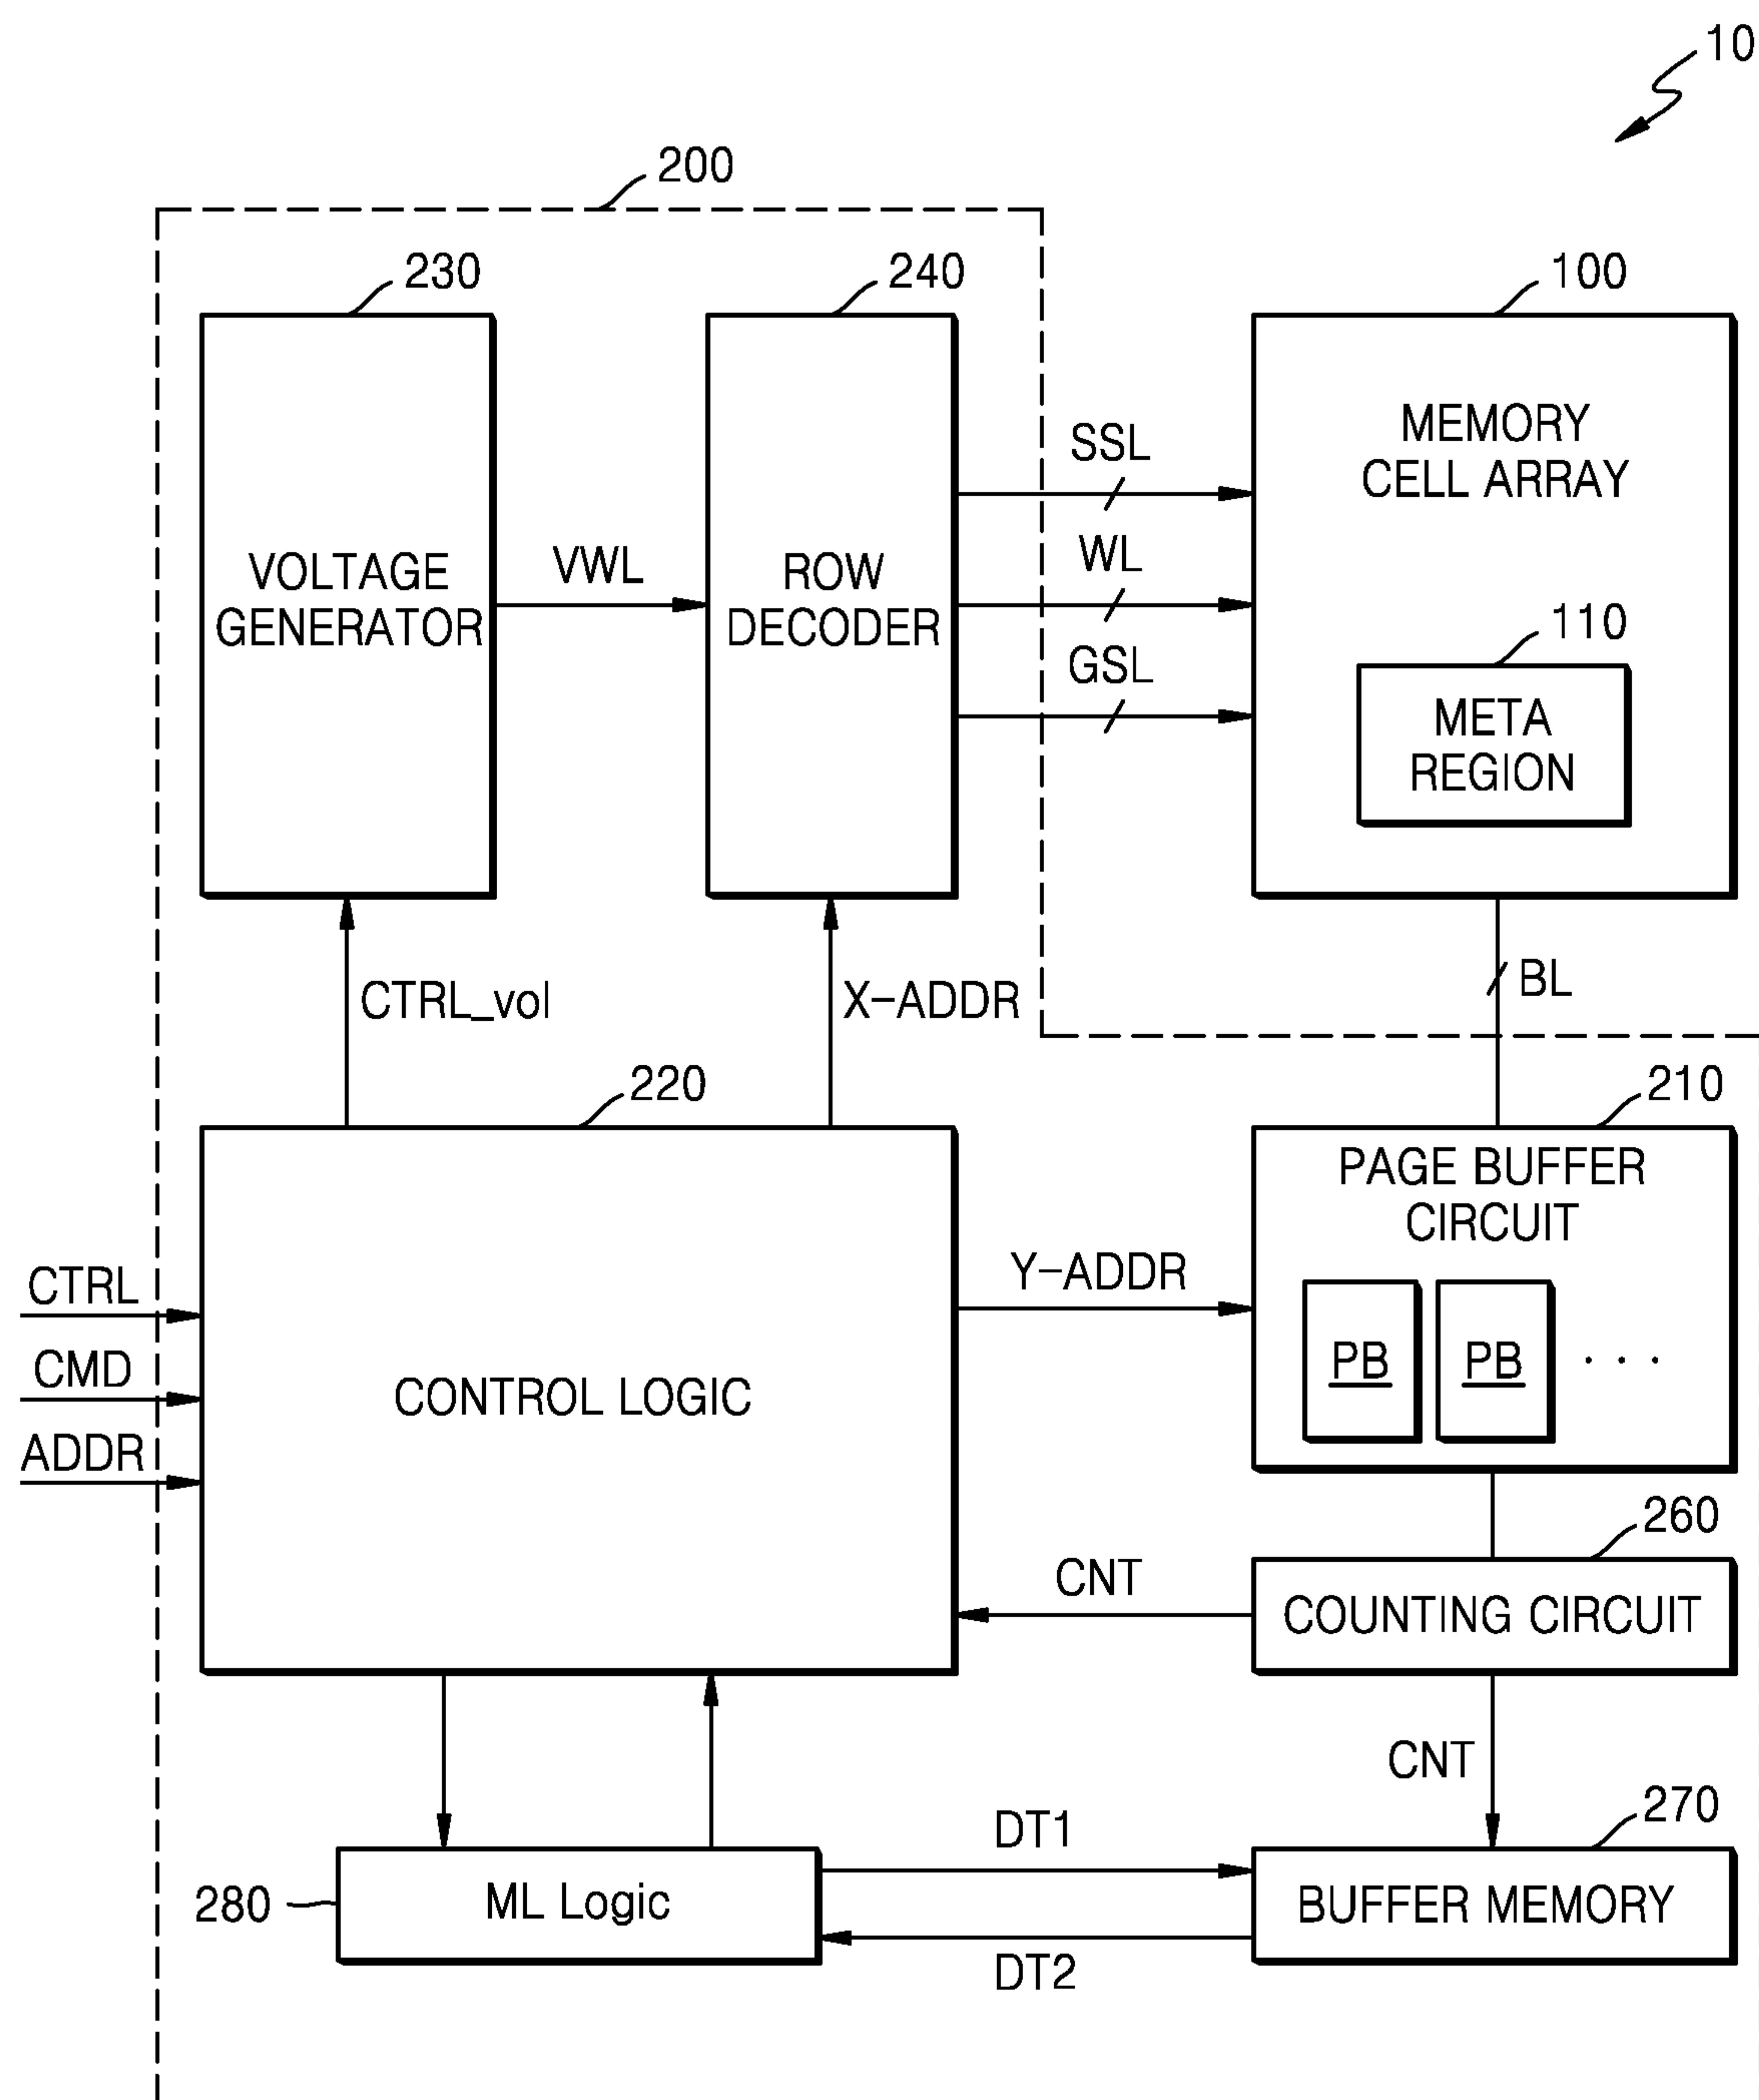 10
200
230
240
100
VOLTAGE
GENERATOR
VWL
ROW
DECODER
SSL
WL
GSL
MEMORY
CELL ARRAY
110
META
REGION
CTRL_vol
X-ADDR
BL
220
210
CTRL
CMD
ADDR
CONTROL LOGIC
Y-ADDR
PAGE BUFFER
CIRCUIT
PB
PB
. . .
260
CNT
COUNTING CIRCUIT
CNT
270
280
ML Logic
DT1
DT2
BUFFER MEMORY